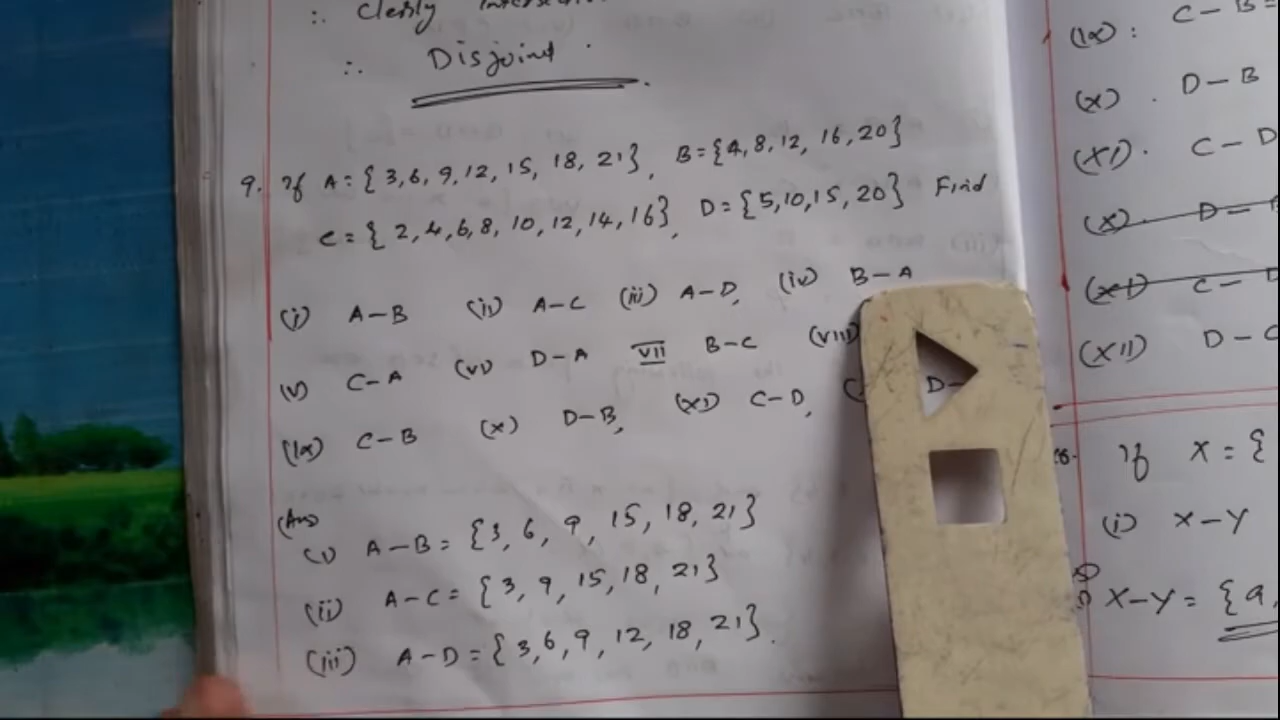 ∴ Clearly
∴ Disjoint.
9. If A = { 3, 6, 9, 12, 15, 18, 21}, B = {4, 8, 12, 16, 20}
C = { 2, 4, 6, 8, 10, 12, 14, 16}, D = {5, 10, 15, 20} Find
(i) A-B (ii) A-C (iii) A-D, (iv) B-A
(v) C-A (vi) D-A VII B-C (VIII)
(ix) C-B (x) D-B, (xi) C-D, D-
(Ans)
(i) A-B = {3, 6, 9, 15, 18, 21}
(ii) A-C = {3, 9, 15, 18, 21}
(iii) A-D = {3, 6, 9, 12, 18, 21}.
(ix) : C-B =
(x) . D-B
(XI). C-D
(x). D-B
(XI) C-D
(XII) D-C
If X = {
(i) X-Y
X-Y = {a,